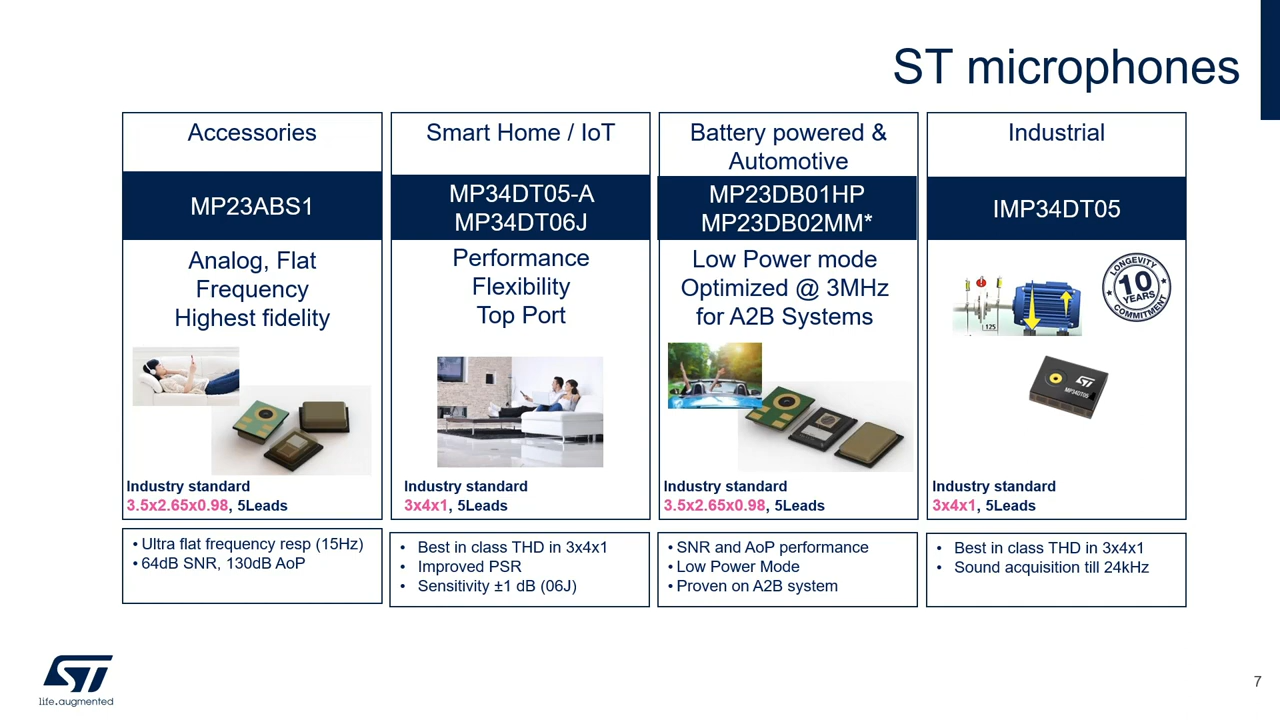 ST microphones
Accessories
MP23ABS1
Analog, Flat
Frequency
Highest fidelity
Industry standard
3.5x2.65x0.98, 5Leads
• Ultra flat frequency resp (15Hz)
• 64dB SNR, 130dB AoP
Smart Home / IoT
MP34DT05-A
MP34DT06J
Performance
Flexibility
Top Port
Industry standard
3x4x1, 5Leads
• Best in class THD in 3x4x1
• Improved PSR
• Sensitivity ±1 dB (06J)
Battery powered &
Automotive
MP23DB01HP
MP23DB02MM*
Low Power mode
Optimized @ 3MHz
for A2B Systems
Industry standard
3.5x2.65x0.98, 5Leads
• SNR and AoP performance
• Low Power Mode
• Proven on A2B system
Industrial
IMP34DT05
125
LONGEVITY
10
YEARS
COMMITMENT
ST
MP34DT05
Industry standard
3x4x1, 5Leads
• Best in class THD in 3x4x1
• Sound acquisition till 24kHz
ST
life.augmented
7